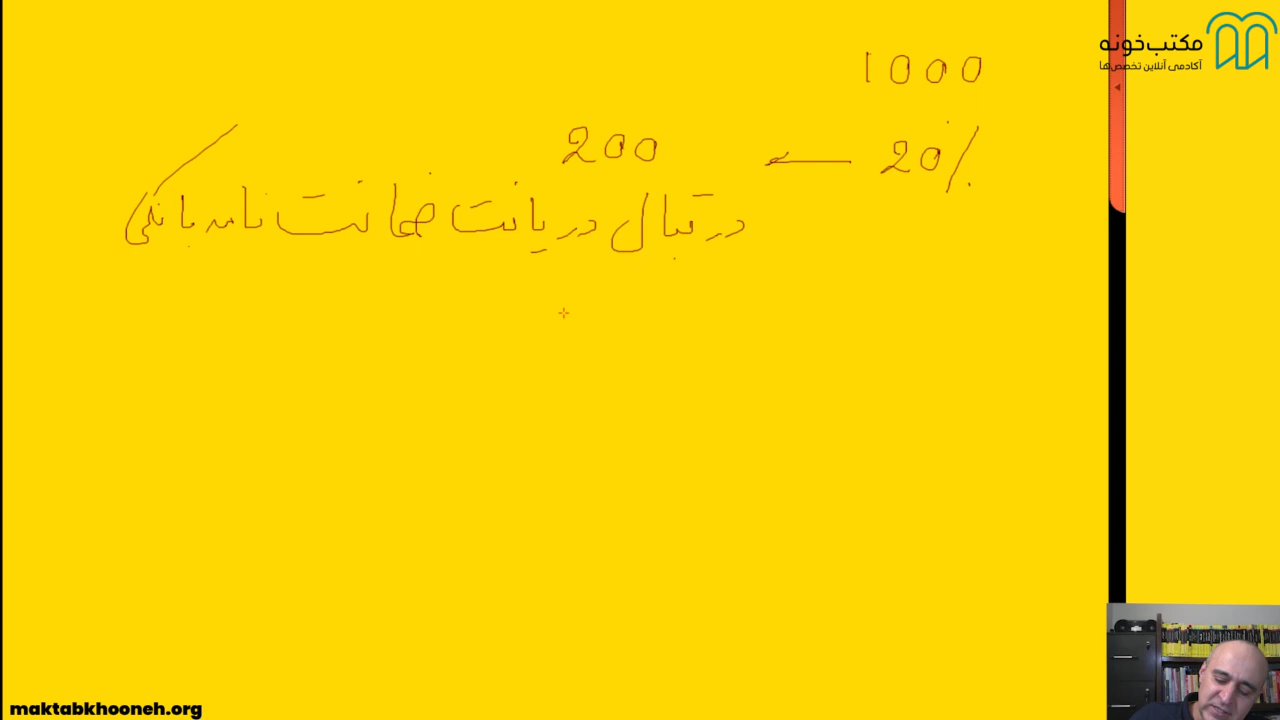 مکتب‌خونه
آکادمی آنلاین تخصص‌ها
1000
20% ← 200
در قبال دریافت ضمانت نامه بانکی
maktabkhooneh.org